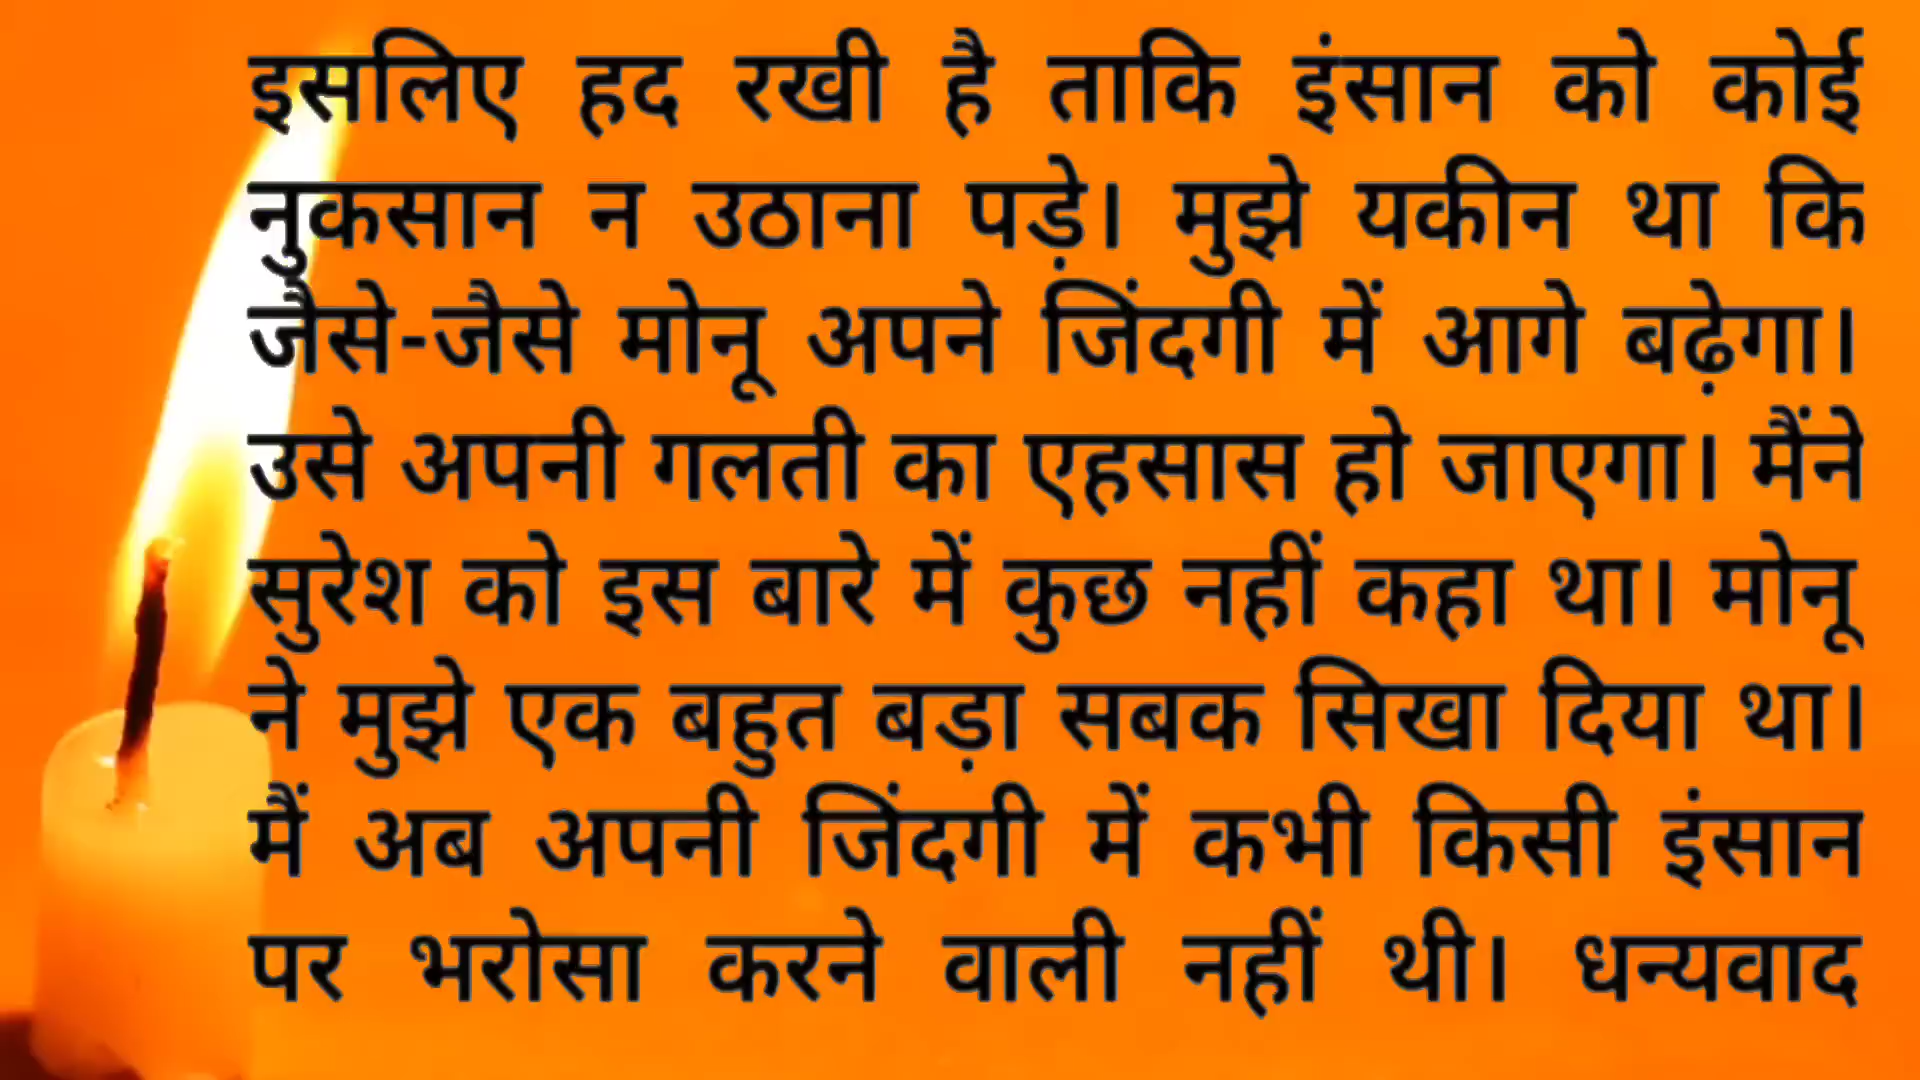 इसलिए हद रखी है ताकि इंसान को कोई
नुकसान न उठाना पड़े। मुझे यकीन था कि
जैसे-जैसे मोनू अपने जिंदगी में आगे बढ़ेगा।
उसे अपनी गलती का एहसास हो जाएगा। मैंने
सुरेश को इस बारे में कुछ नहीं कहा था। मोनू
ने मुझे एक बहुत बड़ा सबक सिखा दिया था।
मैं अब अपनी जिंदगी में कभी किसी इंसान
पर भरोसा करने वाली नहीं थी। धन्यवाद